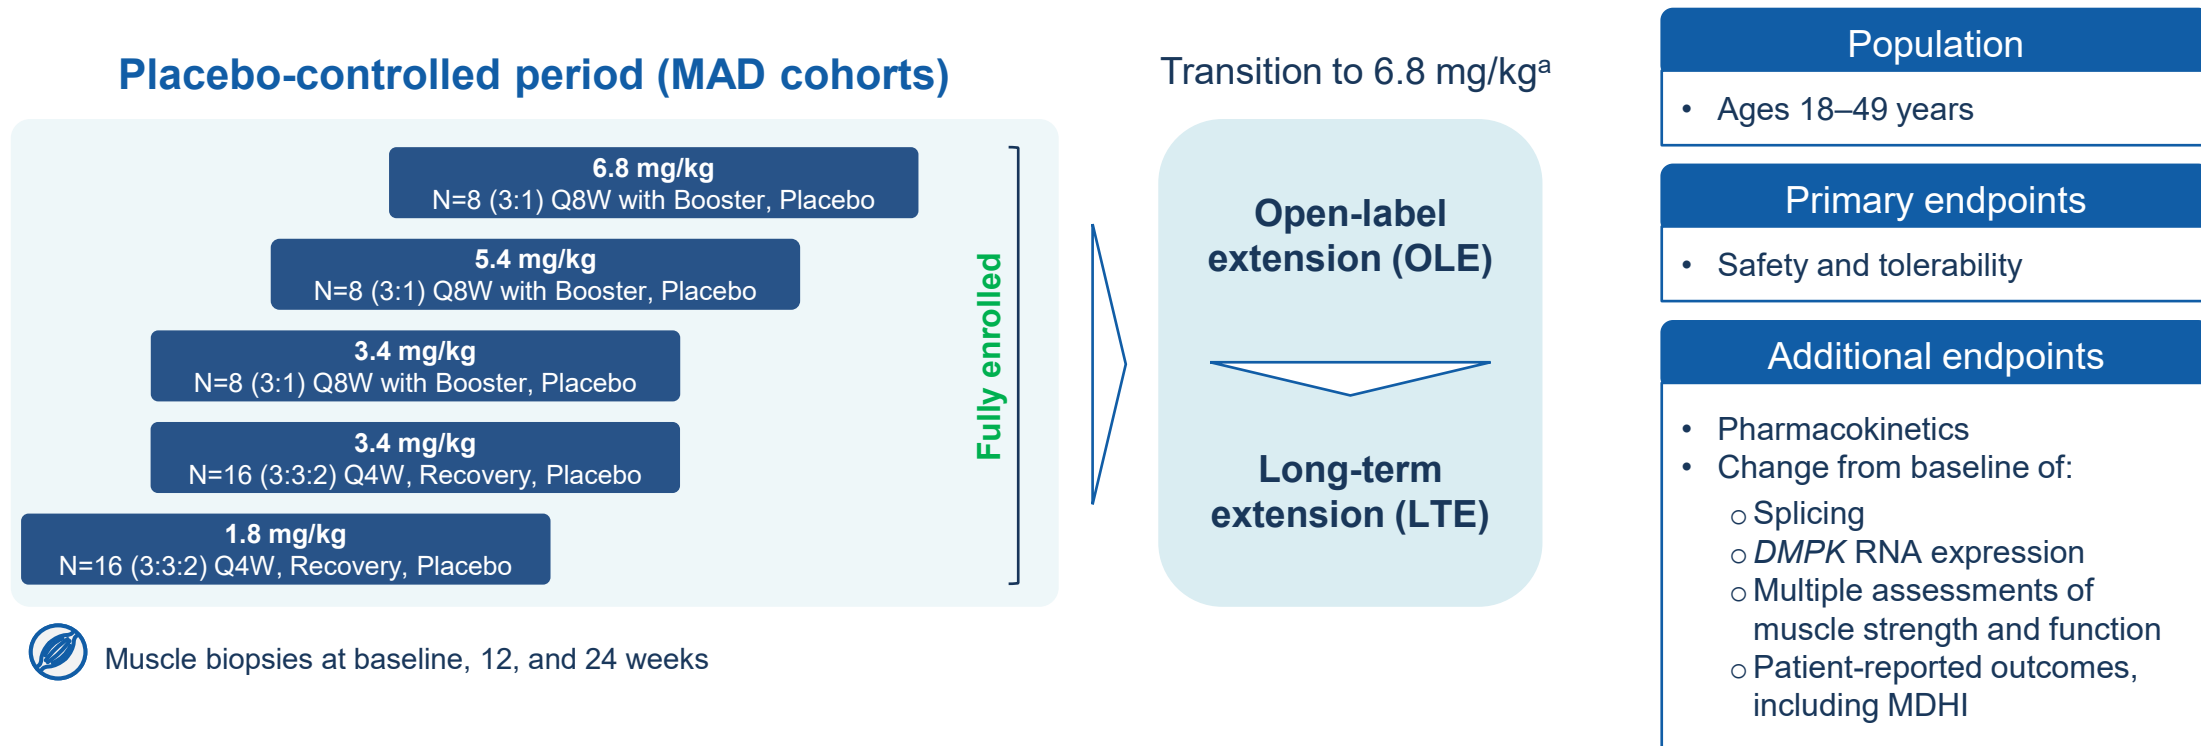 Placebo-controlled period (MAD cohorts)
6.8 mg/kg
N=8 (3:1) Q8W with Booster, Placebo
5.4 mg/kg
N=8 (3:1) Q8W with Booster, Placebo
3.4 mg/kg
N=8 (3:1) Q8W with Booster, Placebo
3.4 mg/kg
N=16 (3:3:2) Q4W, Recovery, Placebo
1.8 mg/kg
N=16 (3:3:2) Q4W, Recovery, Placebo
Fully enrolled
Muscle biopsies at baseline, 12, and 24 weeks
Transition to 6.8 mg/kgᵃ
Open-label
extension (OLE)
Long-term
extension (LTE)
Population
• Ages 18–49 years
Primary endpoints
• Safety and tolerability
Additional endpoints
• Pharmacokinetics
• Change from baseline of:
○ Splicing
○ DMPK RNA expression
○ Multiple assessments of
muscle strength and function
○ Patient-reported outcomes,
including MDHI